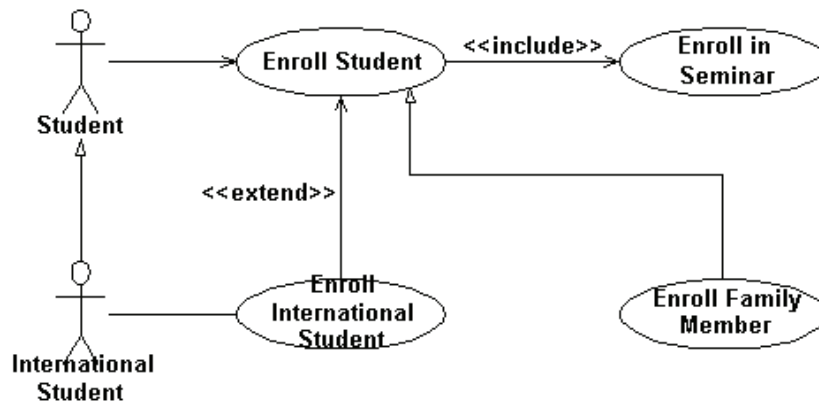 Enroll Student
<<include>>
Enroll in
Seminar
Student
<<extend>>
Enroll
International
Student
Enroll Family
Member
International
Student